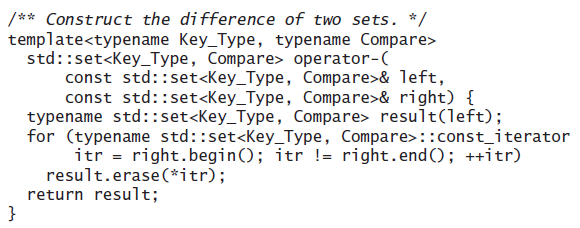 /** Construct the difference of two sets. */
template<typename Key_Type, typename Compare>
  std::set<Key_Type, Compare> operator-(
      const std::set<Key_Type, Compare>& left,
      const std::set<Key_Type, Compare>& right) {
  typename std::set<Key_Type, Compare> result(left);
  for (typename std::set<Key_Type, Compare>::const_iterator
       itr = right.begin(); itr != right.end(); ++itr)
    result.erase(*itr);
  return result;
}